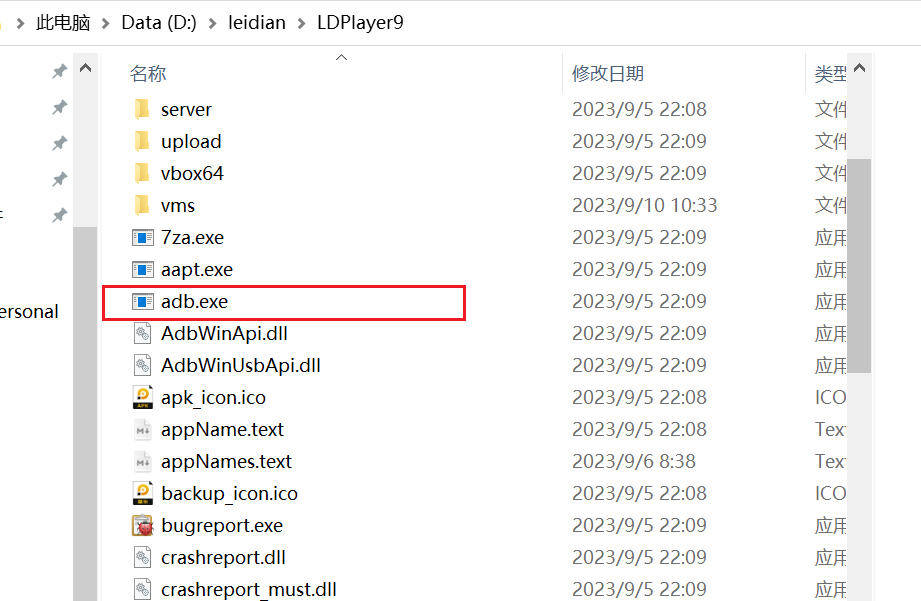 此电脑 > Data (D:) > leidian > LDPlayer9
名称 修改日期 类型
server 2023/9/5 22:08 文件
upload 2023/9/5 22:09 文件
vbox64 2023/9/5 22:09 文件
vms 2023/9/10 10:33 文件
7za.exe 2023/9/5 22:09 应用
aapt.exe 2023/9/5 22:09 应用
adb.exe 2023/9/5 22:09 应用
ersonal
AdbWinApi.dll 2023/9/5 22:09 应用
AdbWinUsbApi.dll 2023/9/5 22:09 应用
apk_icon.ico 2023/9/5 22:08 ICO
appName.text 2023/9/5 22:08 Tex
appNames.text 2023/9/6 8:38 Tex
backup_icon.ico 2023/9/5 22:08 ICO
bugreport.exe 2023/9/5 22:09 应用
crashreport.dll 2023/9/5 22:09 应用
crashreport_must.dll 2023/9/5 22:09 应用